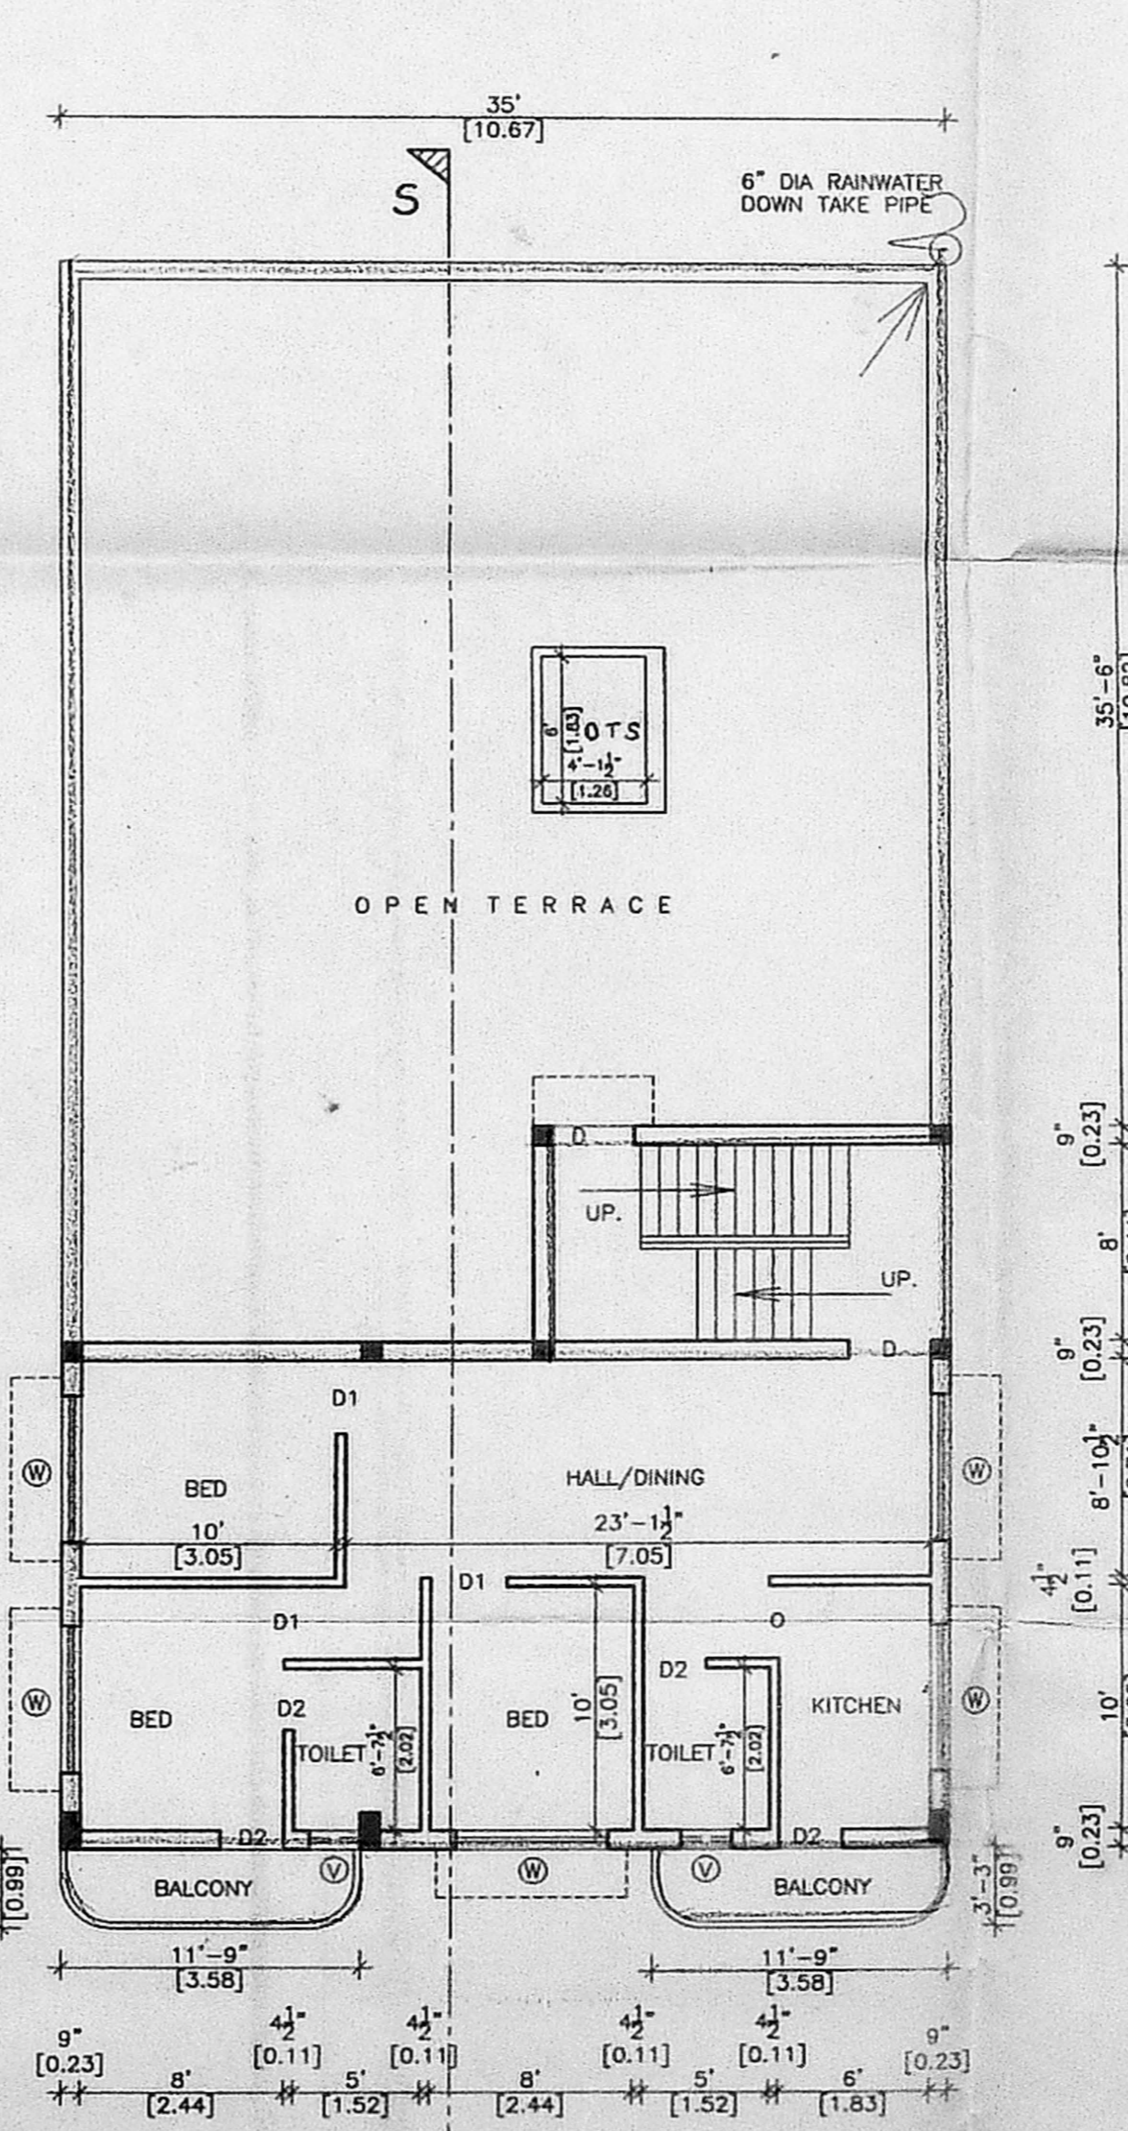 35'
[10.67]
S
6" DIA RAINWATER
DOWN TAKE PIPE
35'-6"
6'
[1.83]
OTS
4'-1½"
[1.26]
OPEN TERRACE
9"
[0.23]
D
UP.
8'
UP.
9"
[0.23]
D
D1
W
BED
HALL/DINING
W
8'-10½"
10'
[3.05]
23'-1½"
[7.05]
4½"
[0.11]
D1
D1
O
W
BED
D2
TOILET
6'-7½"
[2.02]
BED
10'
[3.05]
D2
TOILET
6'-7½"
[2.02]
KITCHEN
W
10'
D2
D2
9"
[0.23]
[0.99]
BALCONY
V
W
V
BALCONY
3'-3"
[0.99]
11'-9"
[3.58]
11'-9"
[3.58]
9"
[0.23]
4½"
[0.11]
4½"
[0.11]
4½"
[0.11]
4½"
[0.11]
9"
[0.23]
8'
[2.44]
5'
[1.52]
8'
[2.44]
5'
[1.52]
6'
[1.83]